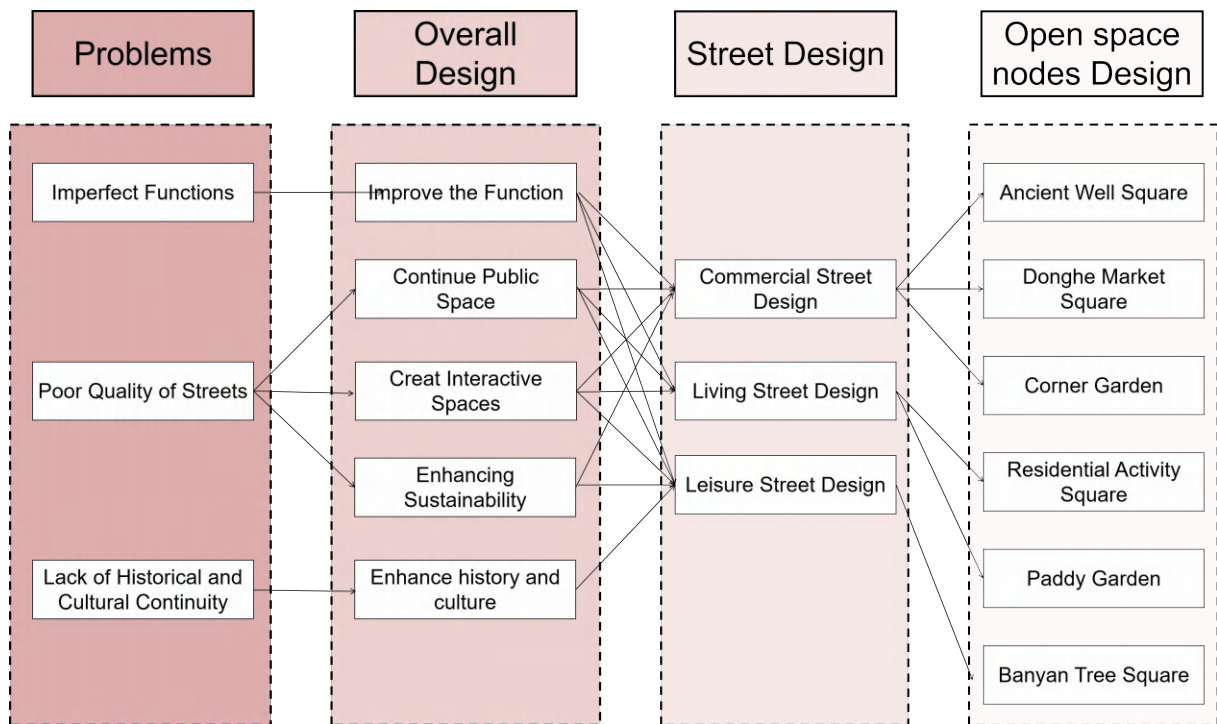 Problems
Overall
Design
Street Design
Open space
nodes Design
Imperfect Functions
Poor Quality of Streets
Lack of Historical and
Cultural Continuity
Improve the Function
Continue Public
Space
Creat Interactive
Spaces
Enhancing
Sustainability
Enhance history and
culture
Commercial Street
Design
Living Street Design
Leisure Street Design
Ancient Well Square
Donghe Market
Square
Corner Garden
Residential Activity
Square
Paddy Garden
Banyan Tree Square